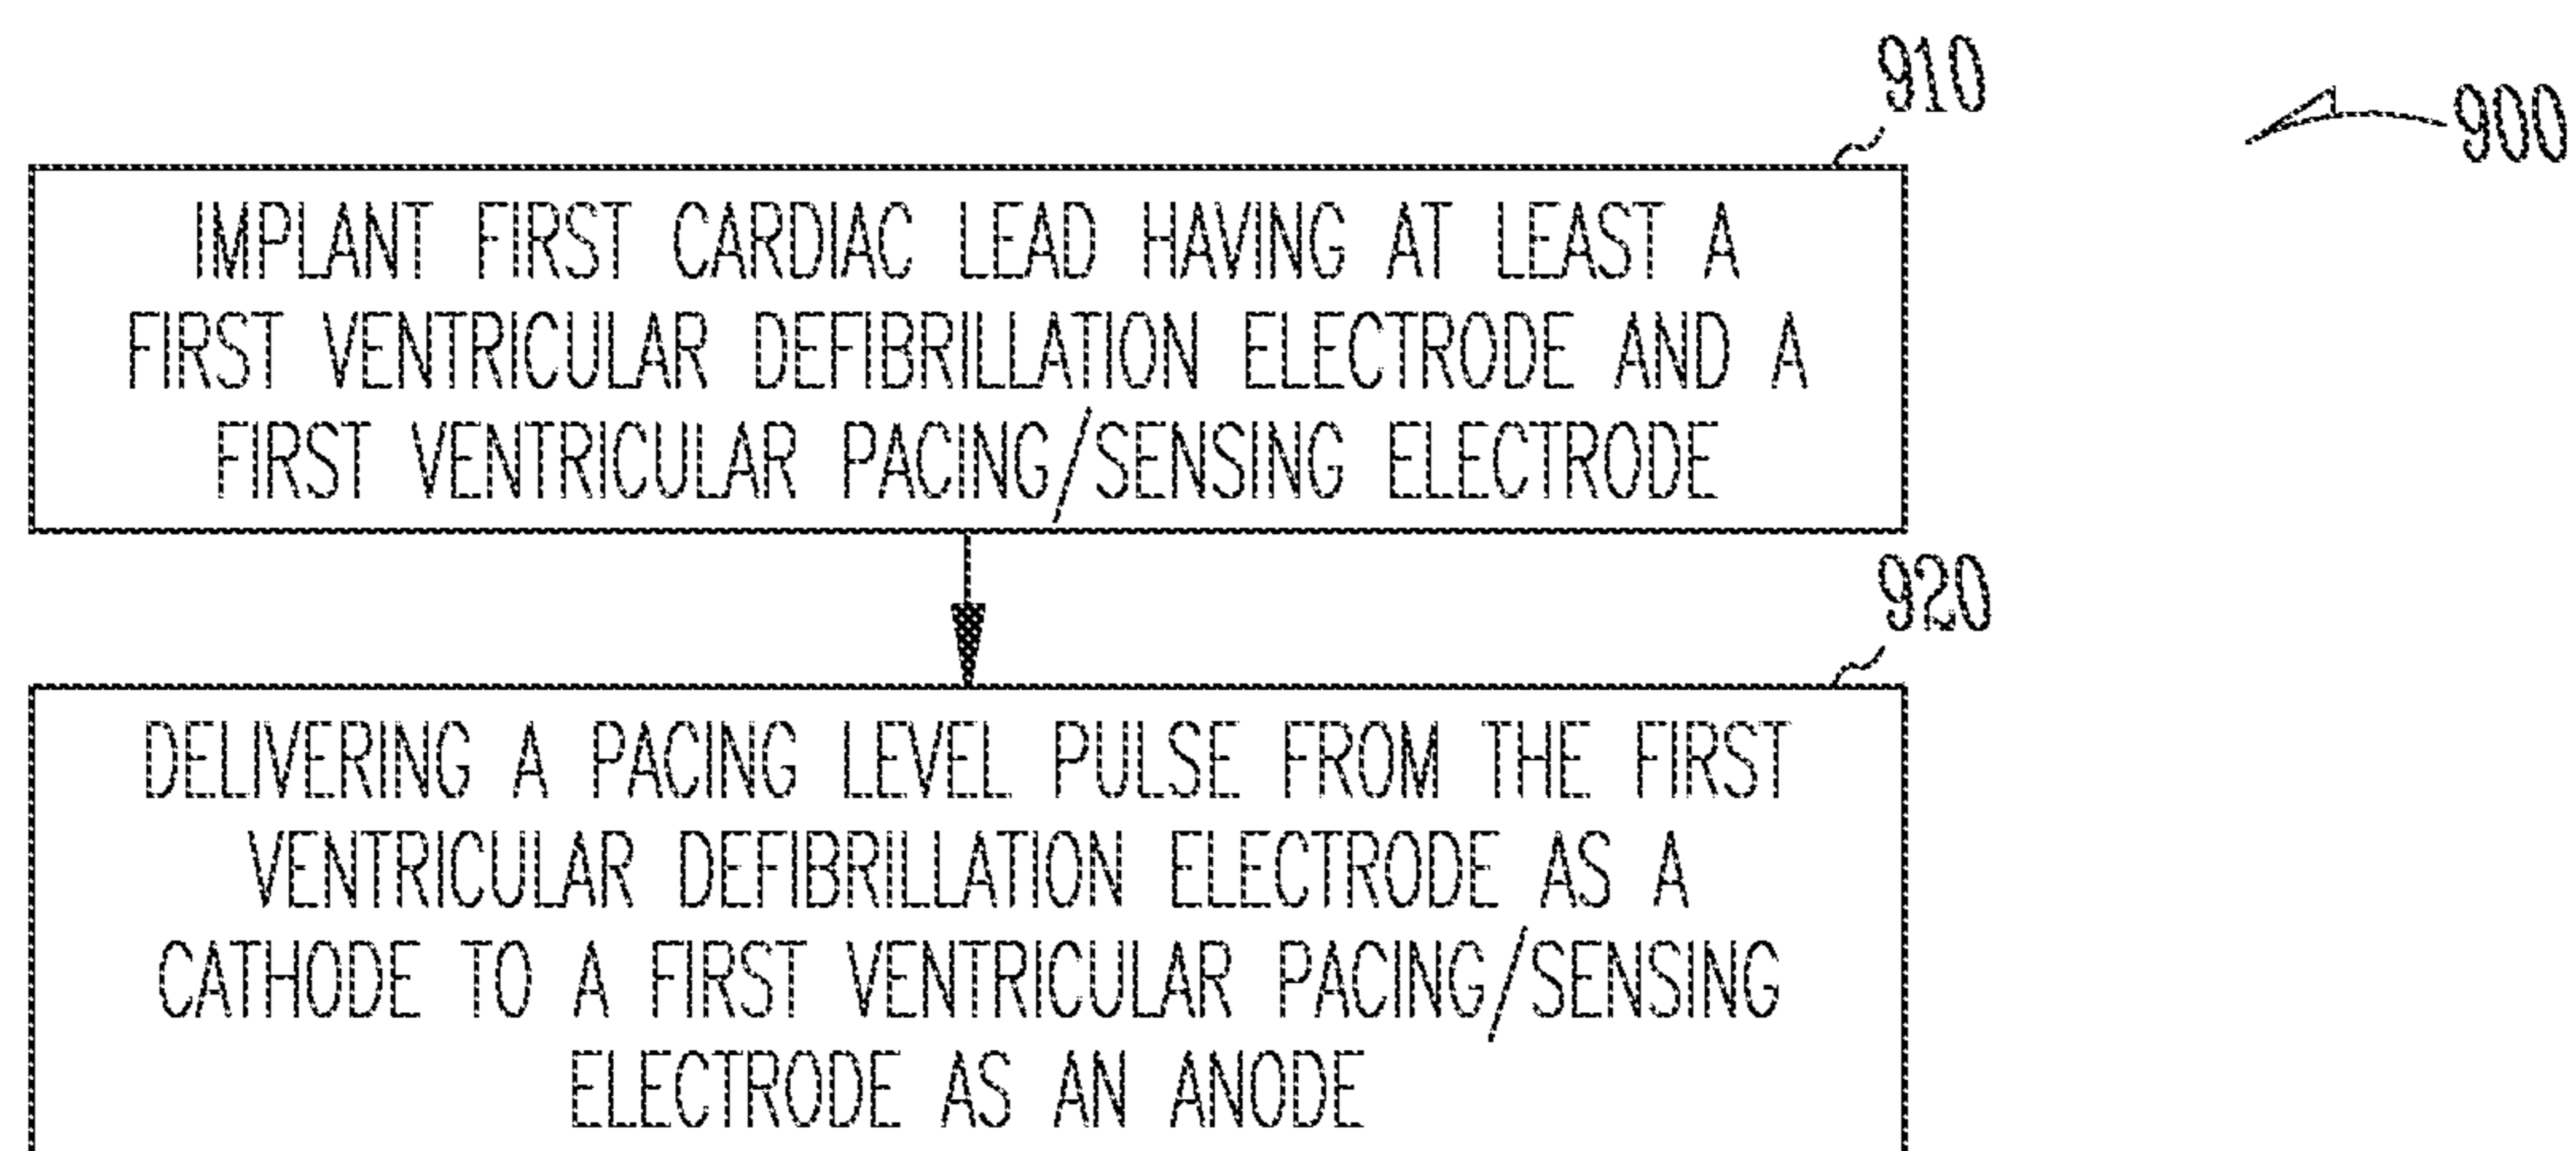 910
900
IMPLANT FIRST CARDIAC LEAD HAVING AT LEAST A
FIRST VENTRICULAR DEFIBRILLATION ELECTRODE AND A
FIRST VENTRICULAR PACING/SENSING ELECTRODE
920
DELIVERING A PACING LEVEL PULSE FROM THE FIRST
VENTRICULAR DEFIBRILLATION ELECTRODE AS A
CATHODE TO A FIRST VENTRICULAR PACING/SENSING
ELECTRODE AS AN ANODE